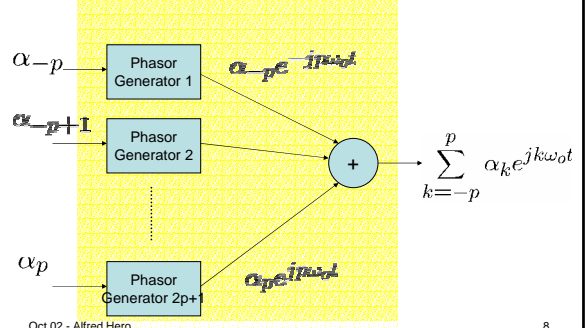 α₋ₚ
Phasor
Generator 1
α₋ₚe^{-jpω₀t}
α₋ₚ₊₁
Phasor
Generator 2
+
p
∑ αₖe^{jkω₀t}
k=−p
αₚ
Phasor
Generator 2p+1
αₚe^{jpω₀t}
Oct 02 - Alfred Hero
8